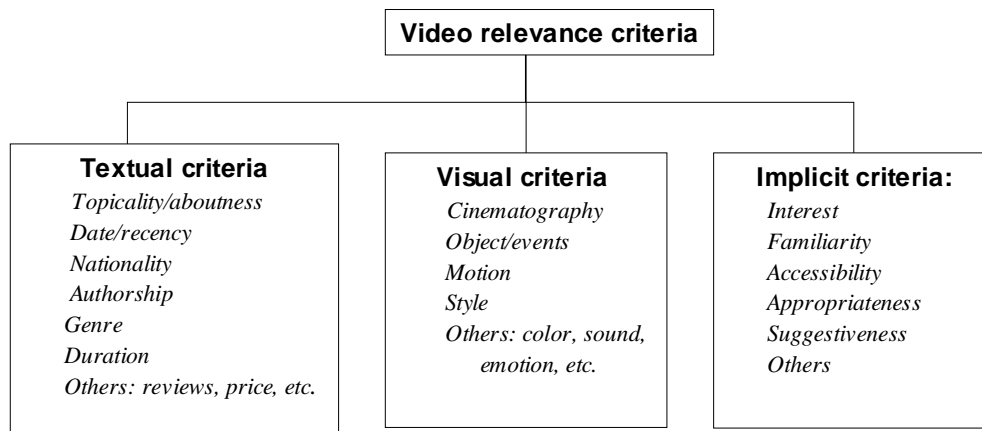 Video relevance criteria
Textual criteria
Topicality/aboutness
Date/recency
Nationality
Authorship
Genre
Duration
Others: reviews, price, etc.
Visual criteria
Cinematography
Object/events
Motion
Style
Others: color, sound,
emotion, etc.
Implicit criteria:
Interest
Familiarity
Accessibility
Appropriateness
Suggestiveness
Others